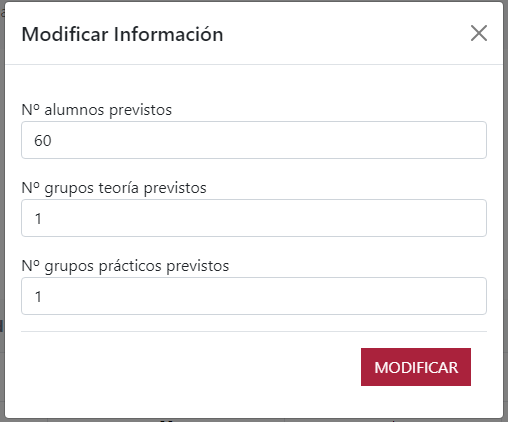 Modificar Información
Nº alumnos previstos
60
Nº grupos teoría previstos
1
Nº grupos prácticos previstos
1
MODIFICAR